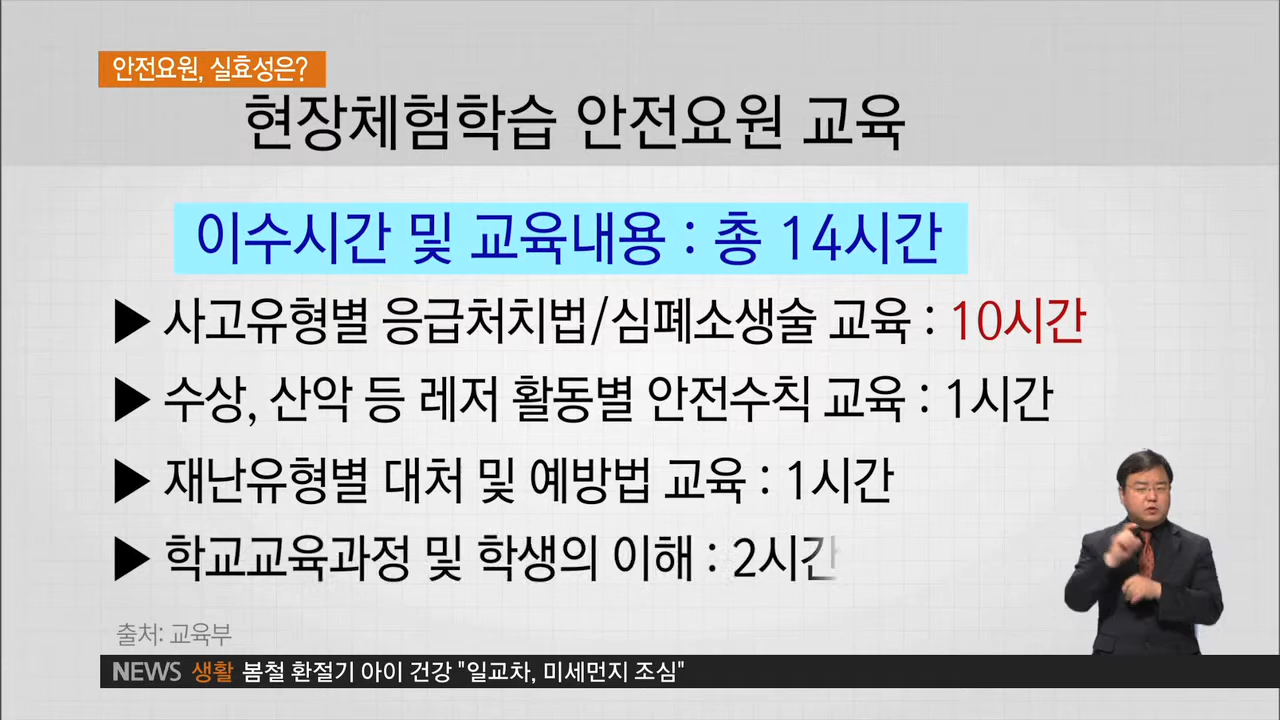 안전요원, 실효성은?
현장체험학습 안전요원 교육
이수시간 및 교육내용 : 총 14시간
▶ 사고유형별 응급처치법/심폐소생술 교육 : 10시간
▶ 수상, 산악 등 레저 활동별 안전수칙 교육 : 1시간
▶ 재난유형별 대처 및 예방법 교육 : 1시간
▶ 학교교육과정 및 학생의 이해 : 2시간
출처: 교육부
NEWS 생활 봄철 환절기 아이 건강 "일교차, 미세먼지 조심"